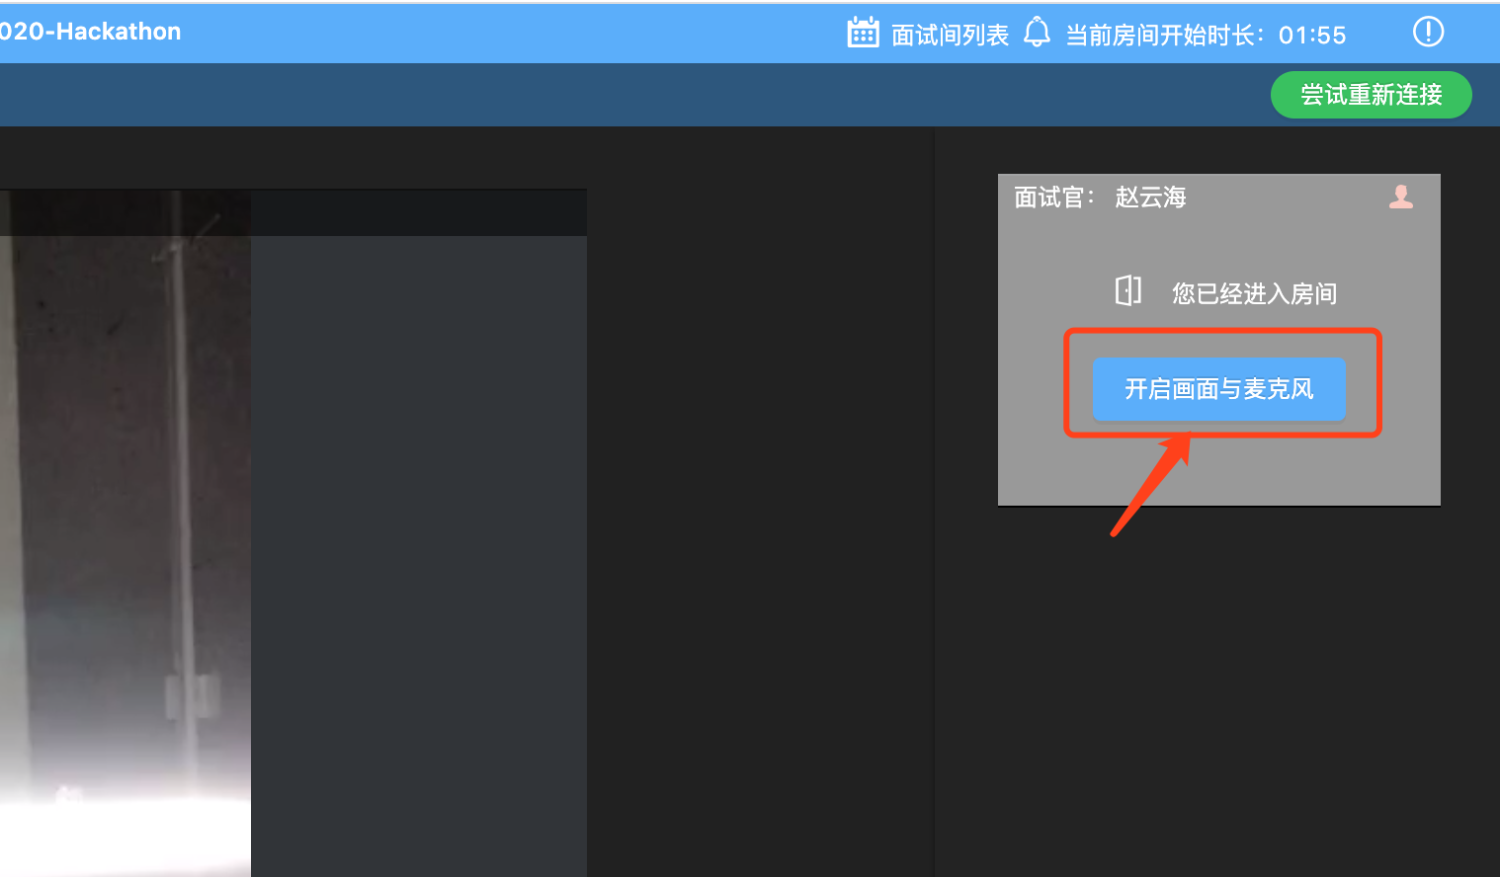 020-Hackathon
面试间列表 当前房间开始时长：01:55
尝试重新连接
面试官： 赵云海
您已经进入房间
开启画面与麦克风